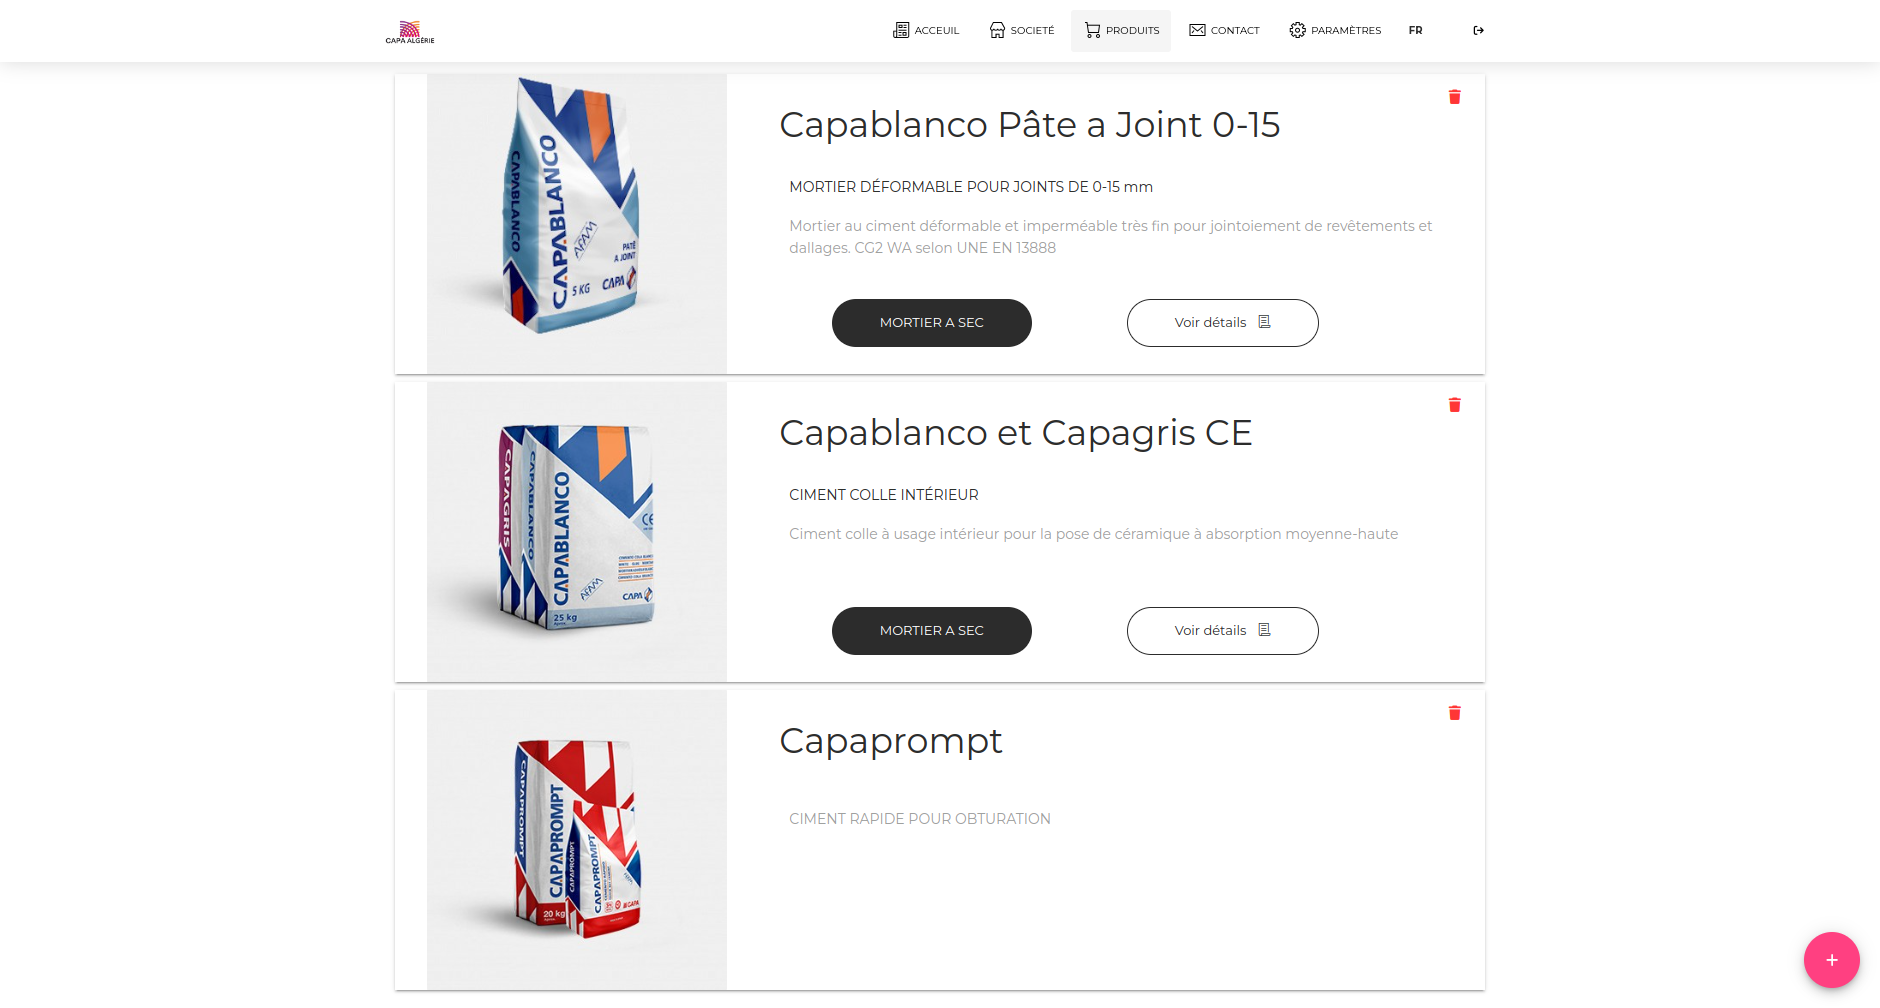 CAPA ALGÉRIE
ACCEUIL
SOCIETÉ
PRODUITS
CONTACT
PARAMÈTRES
FR
CAPABLANCO
CAPABLANCO
AFAM
PATE
A JOINT
5 KG
CAPA
Capablanco Pâte a Joint 0-15
MORTIER DÉFORMABLE POUR JOINTS DE 0-15 mm
Mortier au ciment déformable et imperméable très fin pour jointoiement de revêtements et
dallages. CG2 WA selon UNE EN 13888
MORTIER A SEC
Voir détails
CAPAGRIS
CAPABLANCO
CAPABLANCO
CE
AFAM
CAPA
25 kg
Capablanco et Capagris CE
CIMENT COLLE INTÉRIEUR
Ciment colle à usage intérieur pour la pose de céramique à absorption moyenne-haute
MORTIER A SEC
Voir détails
CAPAPROMPT
CAPAPROMPT
CAPAPROMPT
CAPAPROMPT
20 kg
CAPA
Capaprompt
CIMENT RAPIDE POUR OBTURATION
+